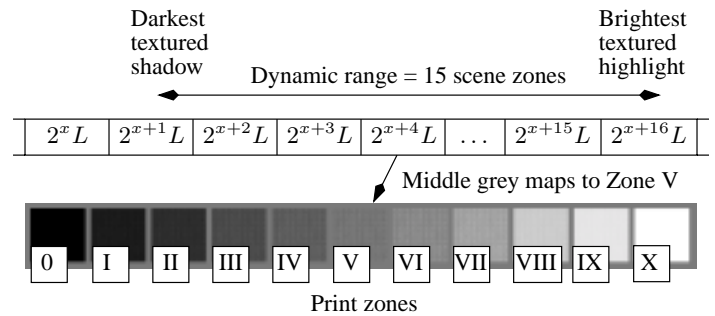 Darkest textured shadow
Brightest textured highlight
Dynamic range = 15 scene zones
2^x L 2^{x+1} L 2^{x+2} L 2^{x+3} L 2^{x+4} L ... 2^{x+15} L 2^{x+16} L
Middle grey maps to Zone V
0 I II III IV V VI VII VIII IX X
Print zones